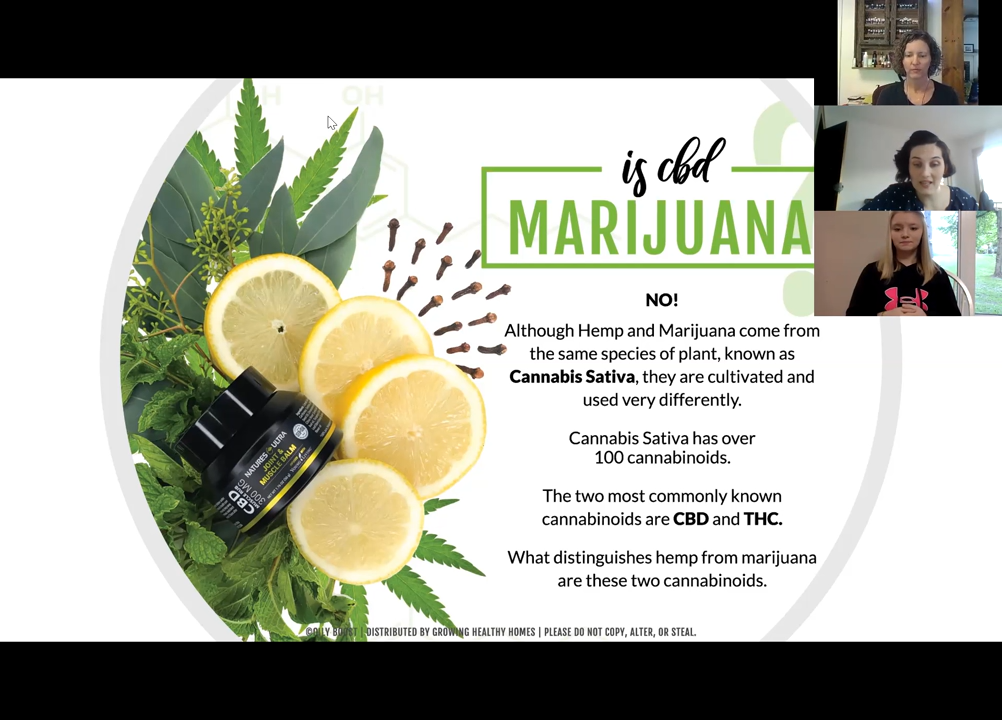 OH
is cbd
MARIJUANA
NO!
Although Hemp and Marijuana come from
the same species of plant, known as
Cannabis Sativa, they are cultivated and
used very differently.
Cannabis Sativa has over
100 cannabinoids.
The two most commonly known
cannabinoids are CBD and THC.
What distinguishes hemp from marijuana
are these two cannabinoids.
NATURES ULTRA
JOINT &
MUSCLE BALM
CBD
300 MG
©OILY BURST | DISTRIBUTED BY GROWING HEALTHY HOMES | PLEASE DO NOT COPY, ALTER, OR STEAL.